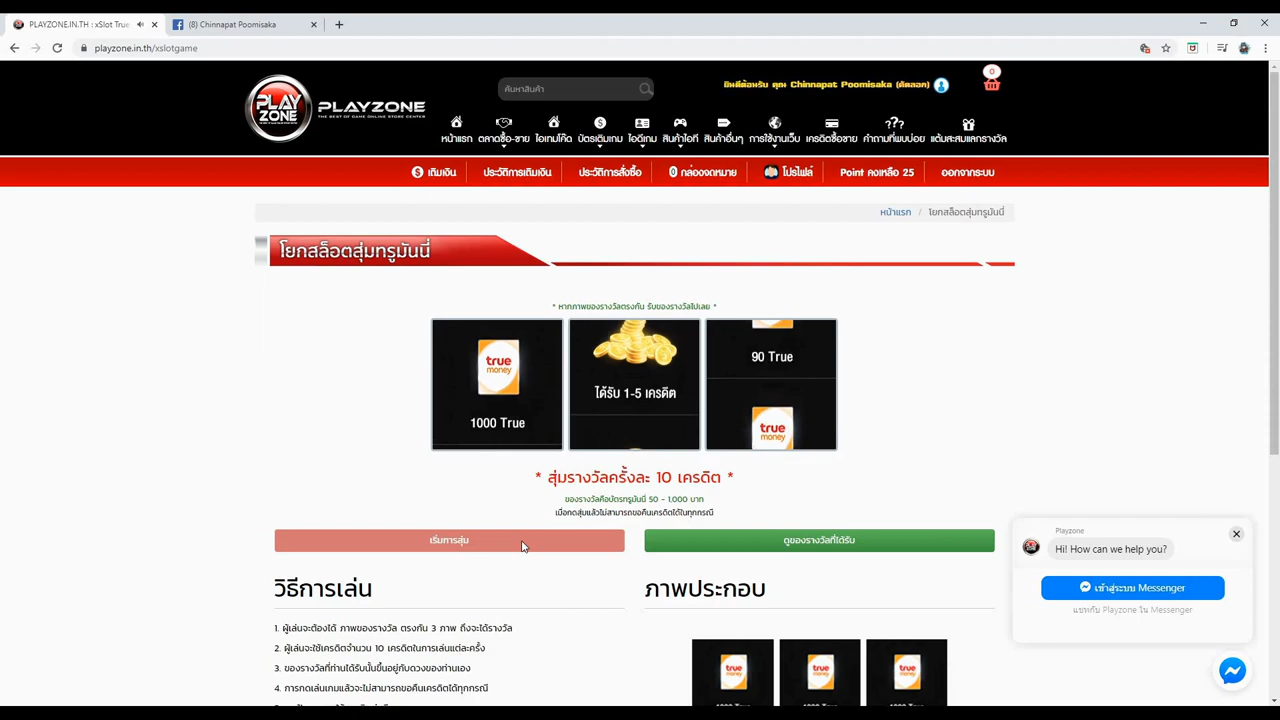 PLAYZONE.IN.TH : xSlot True
(8) Chinnapat Poomisaka
playzone.in.th/xslotgame
PLAY ZONE
PLAYZONE
THE BEST OF GAME ONLINE STORE CENTER
ค้นหาสินค้า
ยินดีต้อนรับ คุณ Chinnapat Poomisaka (คัดลอก)
0
หน้าแรก
ตลาดซื้อ-ขาย
ไอเทมโค๊ด
บัตรเติมเกม
ไอดีเกม
สินค้าไอที
สินค้าอื่นๆ
การใช้งานเว็บ
เครดิตซื้อขาย
คำถามที่พบบ่อย
แต้มสะสมแลกรางวัล
เติมเงิน
ประวัติการเติมเงิน
ประวัติการสั่งซื้อ
0 กล่องจดหมาย
โปรไฟล์
Point คงเหลือ 25
ออกจากระบบ
หน้าแรก / โยกสล็อตสุ่มทรูมันนี่
โยกสล็อตสุ่มทรูมันนี่
* หากภาพของรางวัลตรงกัน รับของรางวัลไปเลย *
true money
1000 True
ได้รับ 1-5 เครดิต
90 True
true money
* สุ่มรางวัลครั้งละ 10 เครดิต *
ของรางวัลคือบัตรทรูมันนี่ 50 - 1,000 บาท
เมื่อกดสุ่มแล้วไม่สามารถขอคืนเครดิตได้ในทุกกรณี
เริ่มการสุ่ม
ดูของรางวัลที่ได้รับ
Playzone
Hi! How can we help you?
เข้าสู่ระบบ Messenger
แชทกับ Playzone ใน Messenger
วิธีการเล่น
ภาพประกอบ
1. ผู้เล่นจะต้องได้ ภาพของรางวัล ตรงกัน 3 ภาพ ถึงจะได้รางวัล
2. ผู้เล่นจะใช้เครดิตจำนวน 10 เครดิตในการเล่นแต่ละครั้ง
3. ของรางวัลที่ท่านได้รับนั้นขึ้นอยู่กับดวงของท่านเอง
4. การกดเล่นเกมแล้วจะไม่สามารถขอคืนเครดิตได้ทุกกรณี
true money
true money
true money